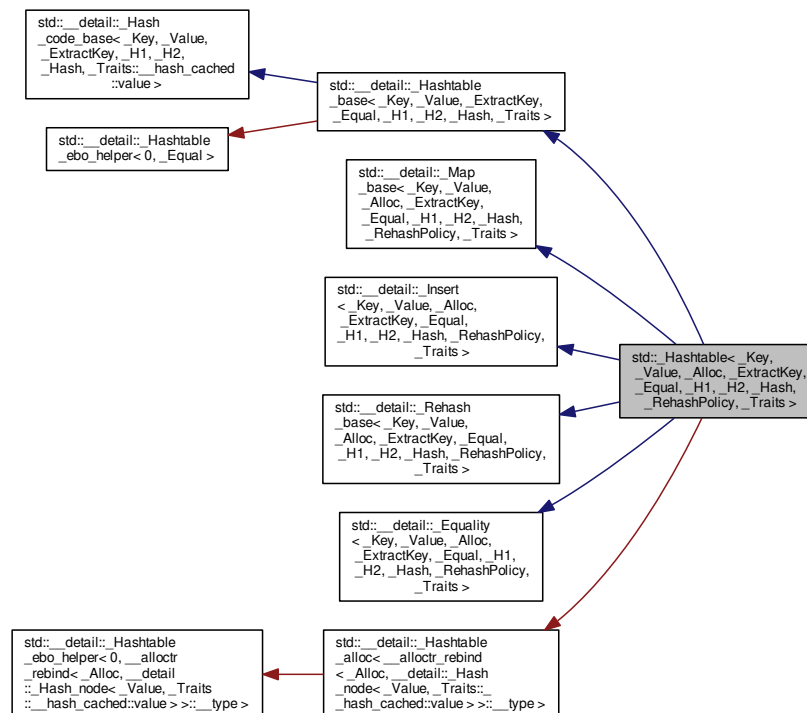 std::__detail::_Hash
_code_base< _Key, _Value,
_ExtractKey, _H1, _H2,
_Hash, _Traits::__hash_cached
::value >
std::__detail::_Hashtable
_base< _Key, _Value, _ExtractKey,
_Equal, _H1, _H2, _Hash, _Traits >
std::__detail::_Hashtable
_ebo_helper< 0, _Equal >
std::__detail::_Map
_base< _Key, _Value,
_Alloc, _ExtractKey,
_Equal, _H1, _H2, _Hash,
_RehashPolicy, _Traits >
std::__detail::_Insert
< _Key, _Value, _Alloc,
_ExtractKey, _Equal,
_H1, _H2, _Hash, _RehashPolicy,
_Traits >
std::_Hashtable< _Key,
_Value, _Alloc, _ExtractKey,
_Equal, _H1, _H2, _Hash,
_RehashPolicy, _Traits >
std::__detail::_Rehash
_base< _Key, _Value,
_Alloc, _ExtractKey, _Equal,
_H1, _H2, _Hash, _RehashPolicy,
_Traits >
std::__detail::_Equality
< _Key, _Value, _Alloc,
_ExtractKey, _Equal, _H1,
_H2, _Hash, _RehashPolicy,
_Traits >
std::__detail::_Hashtable
_ebo_helper< 0, __alloctr
_rebind< _Alloc, __detail
::_Hash_node< _Value, _Traits
::__hash_cached::value > >::__type >
std::__detail::_Hashtable
_alloc< __alloctr_rebind
< _Alloc, __detail::_Hash
_node< _Value, _Traits::_
_hash_cached::value > >::__type >